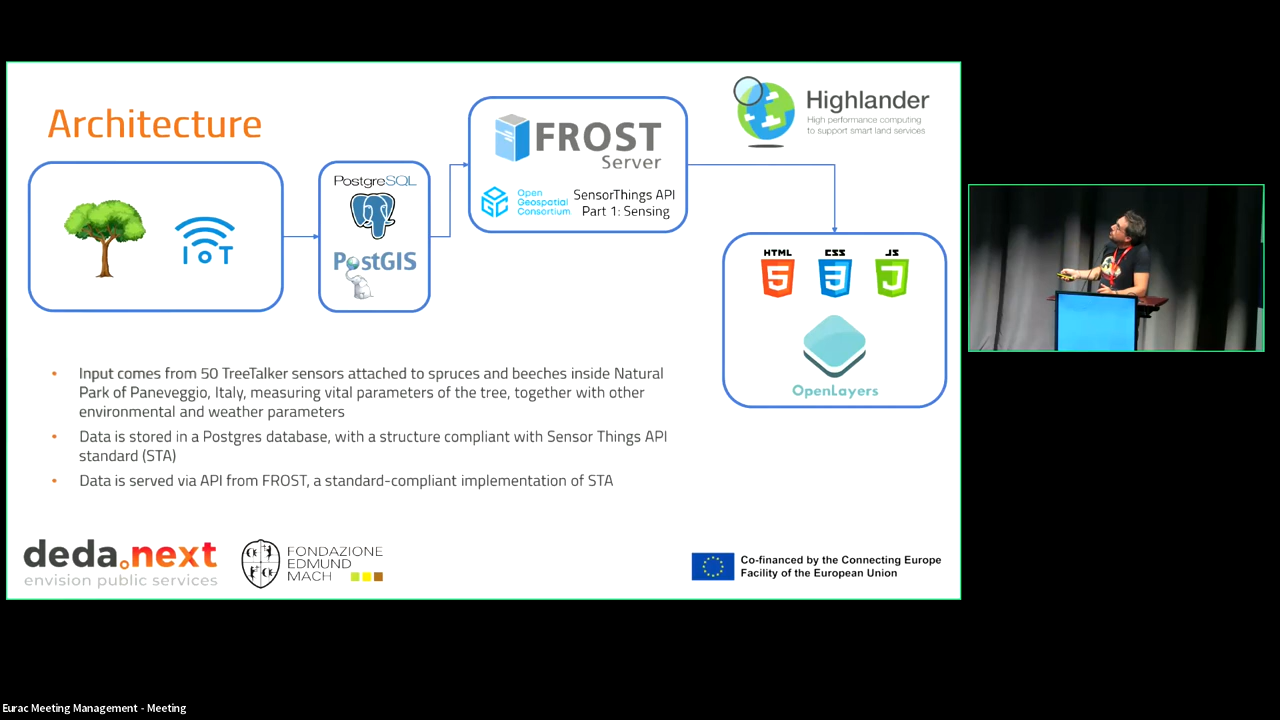 Architecture
Highlander
High performance computing
to support smart land services
IoT
PostgreSQL
PostGIS
FROST
Server
Open
Geospatial
Consortium
SensorThings API
Part 1: Sensing
HTML
5
CSS
3
JS
OpenLayers
• Input comes from 50 TreeTalker sensors attached to spruces and beeches inside Natural
Park of Paneveggio, Italy, measuring vital parameters of the tree, together with other
environmental and weather parameters
• Data is stored in a Postgres database, with a structure compliant with Sensor Things API
standard (STA)
• Data is served via API from FROST, a standard-compliant implementation of STA
deda.next
envision public services
FONDAZIONE
EDMUND
MACH
Co-financed by the Connecting Europe
Facility of the European Union
Eurac Meeting Management - Meeting